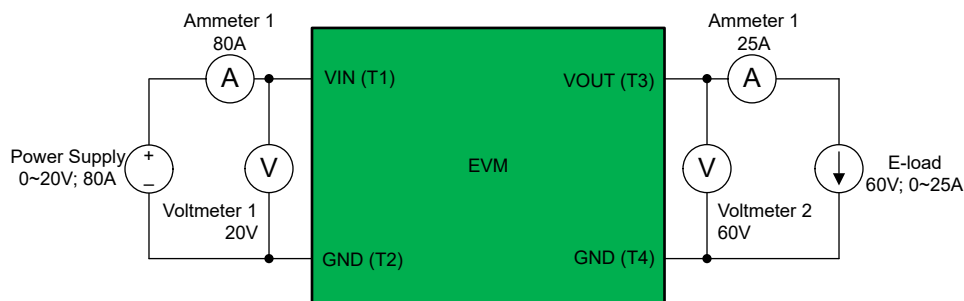 Ammeter 1
80A
Ammeter 1
25A
A
VIN (T1)
VOUT (T3)
A
Power Supply
0~20V; 80A
+
–
V
EVM
V
E-load
60V; 0~25A
Voltmeter 1
20V
Voltmeter 2
60V
GND (T2)
GND (T4)